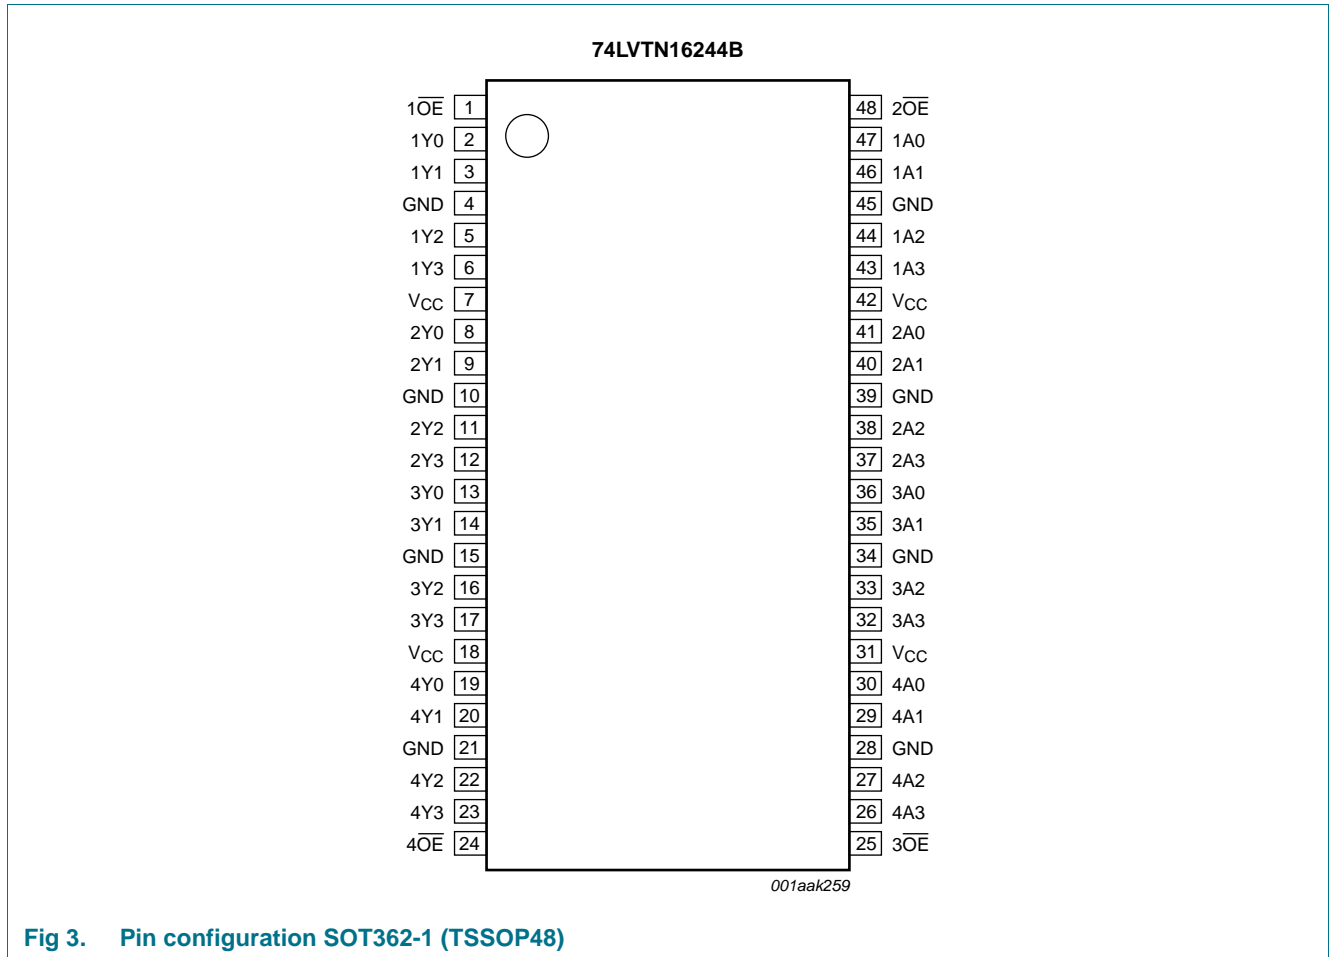 74LVTN16244B
1OE 1 48 2OE
1Y0 2 47 1A0
1Y1 3 46 1A1
GND 4 45 GND
1Y2 5 44 1A2
1Y3 6 43 1A3
VCC 7 42 VCC
2Y0 8 41 2A0
2Y1 9 40 2A1
GND 10 39 GND
2Y2 11 38 2A2
2Y3 12 37 2A3
3Y0 13 36 3A0
3Y1 14 35 3A1
GND 15 34 GND
3Y2 16 33 3A2
3Y3 17 32 3A3
VCC 18 31 VCC
4Y0 19 30 4A0
4Y1 20 29 4A1
GND 21 28 GND
4Y2 22 27 4A2
4Y3 23 26 4A3
4OE 24 25 3OE
001aak259
Fig 3. Pin configuration SOT362-1 (TSSOP48)